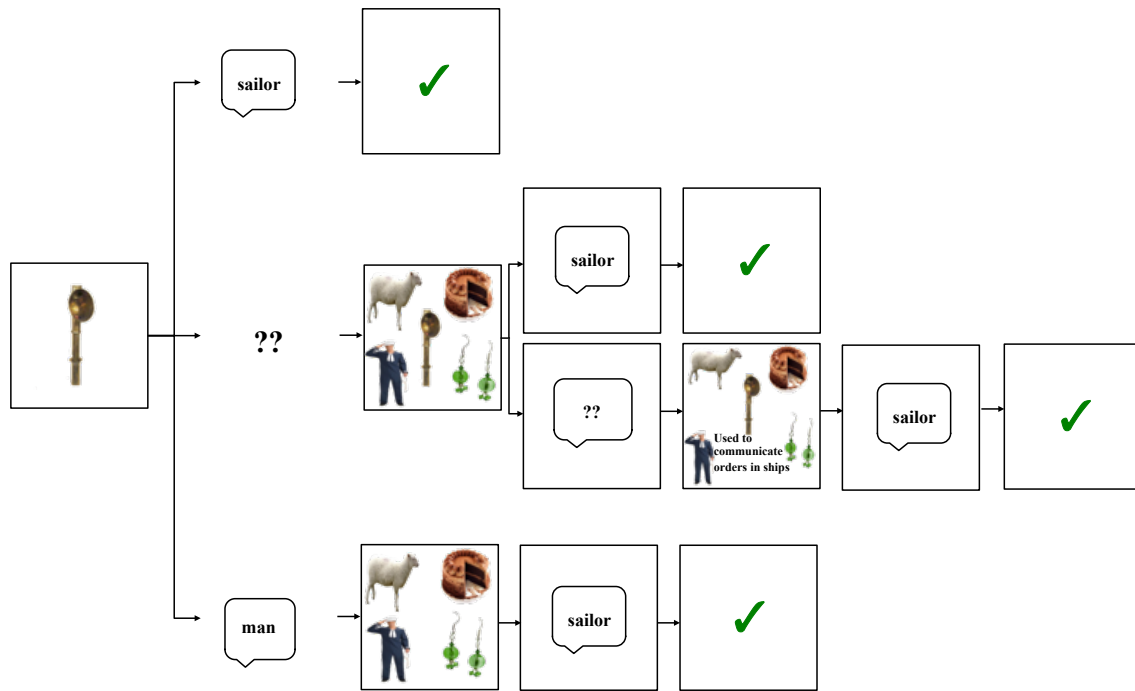 sailor
sailor
??
??
Used to
communicate
orders in ships
sailor
man
sailor